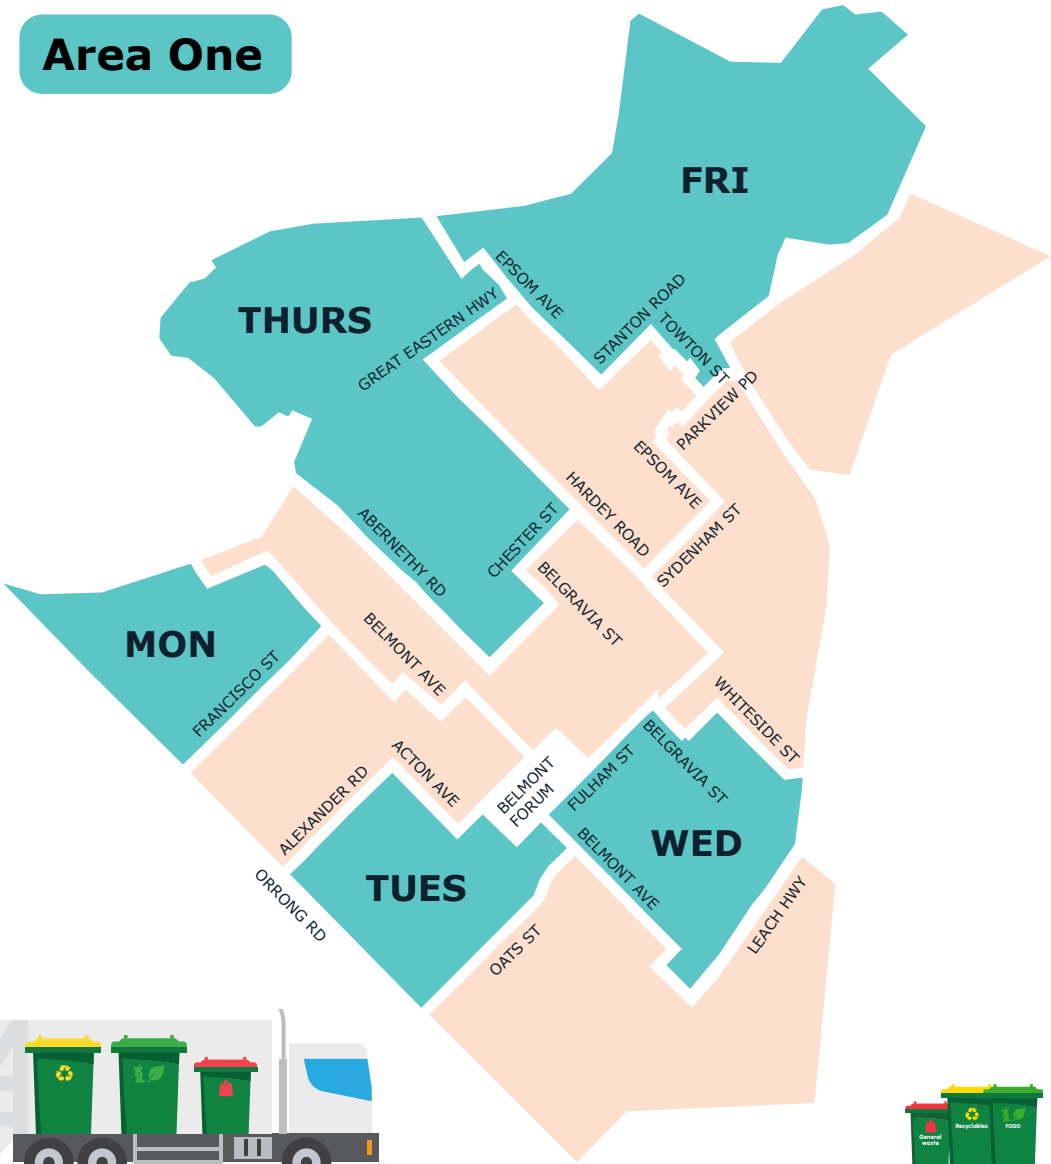 Area One
FRI
EPSOM AVE
STANTON ROAD
THURS
GREAT EASTERN HWY
TOWTON ST
PARKVIEW PD
EPSOM AVE
HARDEY ROAD
SYDENHAM ST
ABERNETHY RD
CHESTER ST
BELGRAVIA ST
MON
FRANCISCO ST
BELMONT AVE
WHITESIDE ST
BELGRAVIA ST
FULHAM ST
ACTON AVE
ALEXANDER RD
BELMONT
FORUM
WED
BELMONT AVE
TUES
ORRONG RD
OATS ST
LEACH HWY
General
waste
Recyclables
FOGO